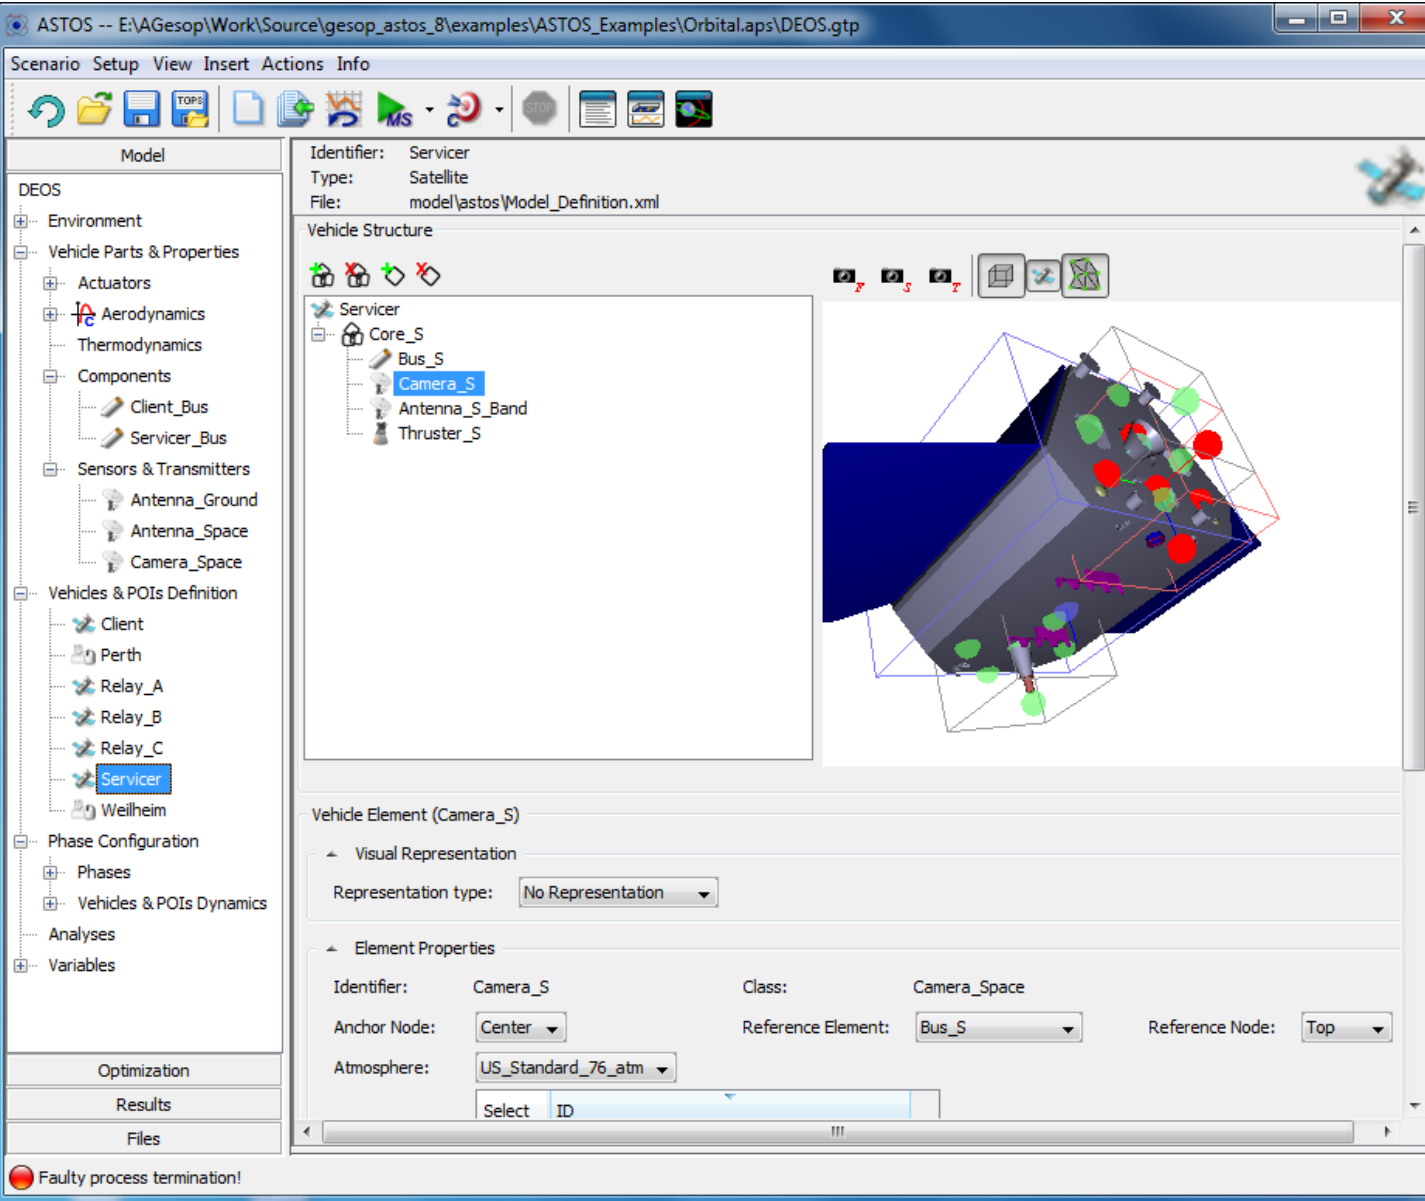 ASTOS -- E:\AGesop\Work\Source\gesop_astos_8\examples\ASTOS_Examples\Orbital.aps\DEOS.gtp
Scenario Setup View Insert Actions Info
TOPS
MS
C
STOP
Model
DEOS
Environment
Vehicle Parts & Properties
Actuators
C Aerodynamics
Thermodynamics
Components
Client_Bus
Servicer_Bus
Sensors & Transmitters
Antenna_Ground
Antenna_Space
Camera_Space
Vehicles & POIs Definition
Client
Perth
Relay_A
Relay_B
Relay_C
Servicer
Weilheim
Phase Configuration
Phases
Vehicles & POIs Dynamics
Analyses
Variables
Optimization
Results
Files
Identifier: Servicer
Type: Satellite
File: model\astos\Model_Definition.xml
Vehicle Structure
F S T
Servicer
Core_S
Bus_S
Camera_S
Antenna_S_Band
Thruster_S
Vehicle Element (Camera_S)
Visual Representation
Representation type: No Representation
Element Properties
Identifier: Camera_S Class: Camera_Space
Anchor Node: Center Reference Element: Bus_S Reference Node: Top
Atmosphere: US_Standard_76_atm
Select ID
Faulty process termination!